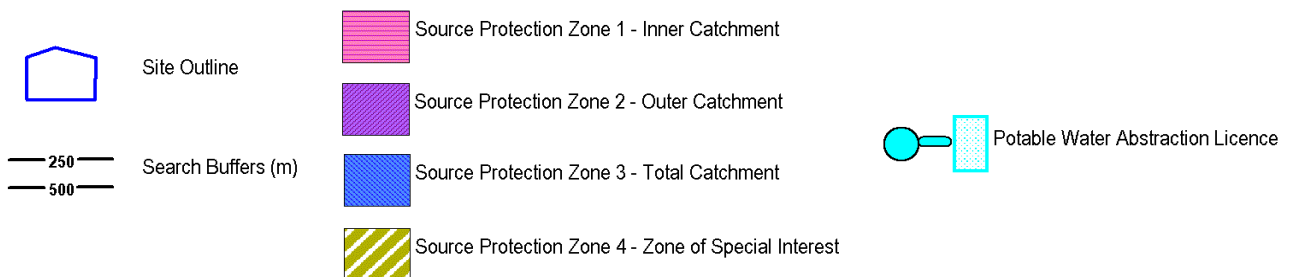 Site Outline
250
500
Search Buffers (m)
Source Protection Zone 1 - Inner Catchment
Source Protection Zone 2 - Outer Catchment
Source Protection Zone 3 - Total Catchment
Source Protection Zone 4 - Zone of Special Interest
Potable Water Abstraction Licence